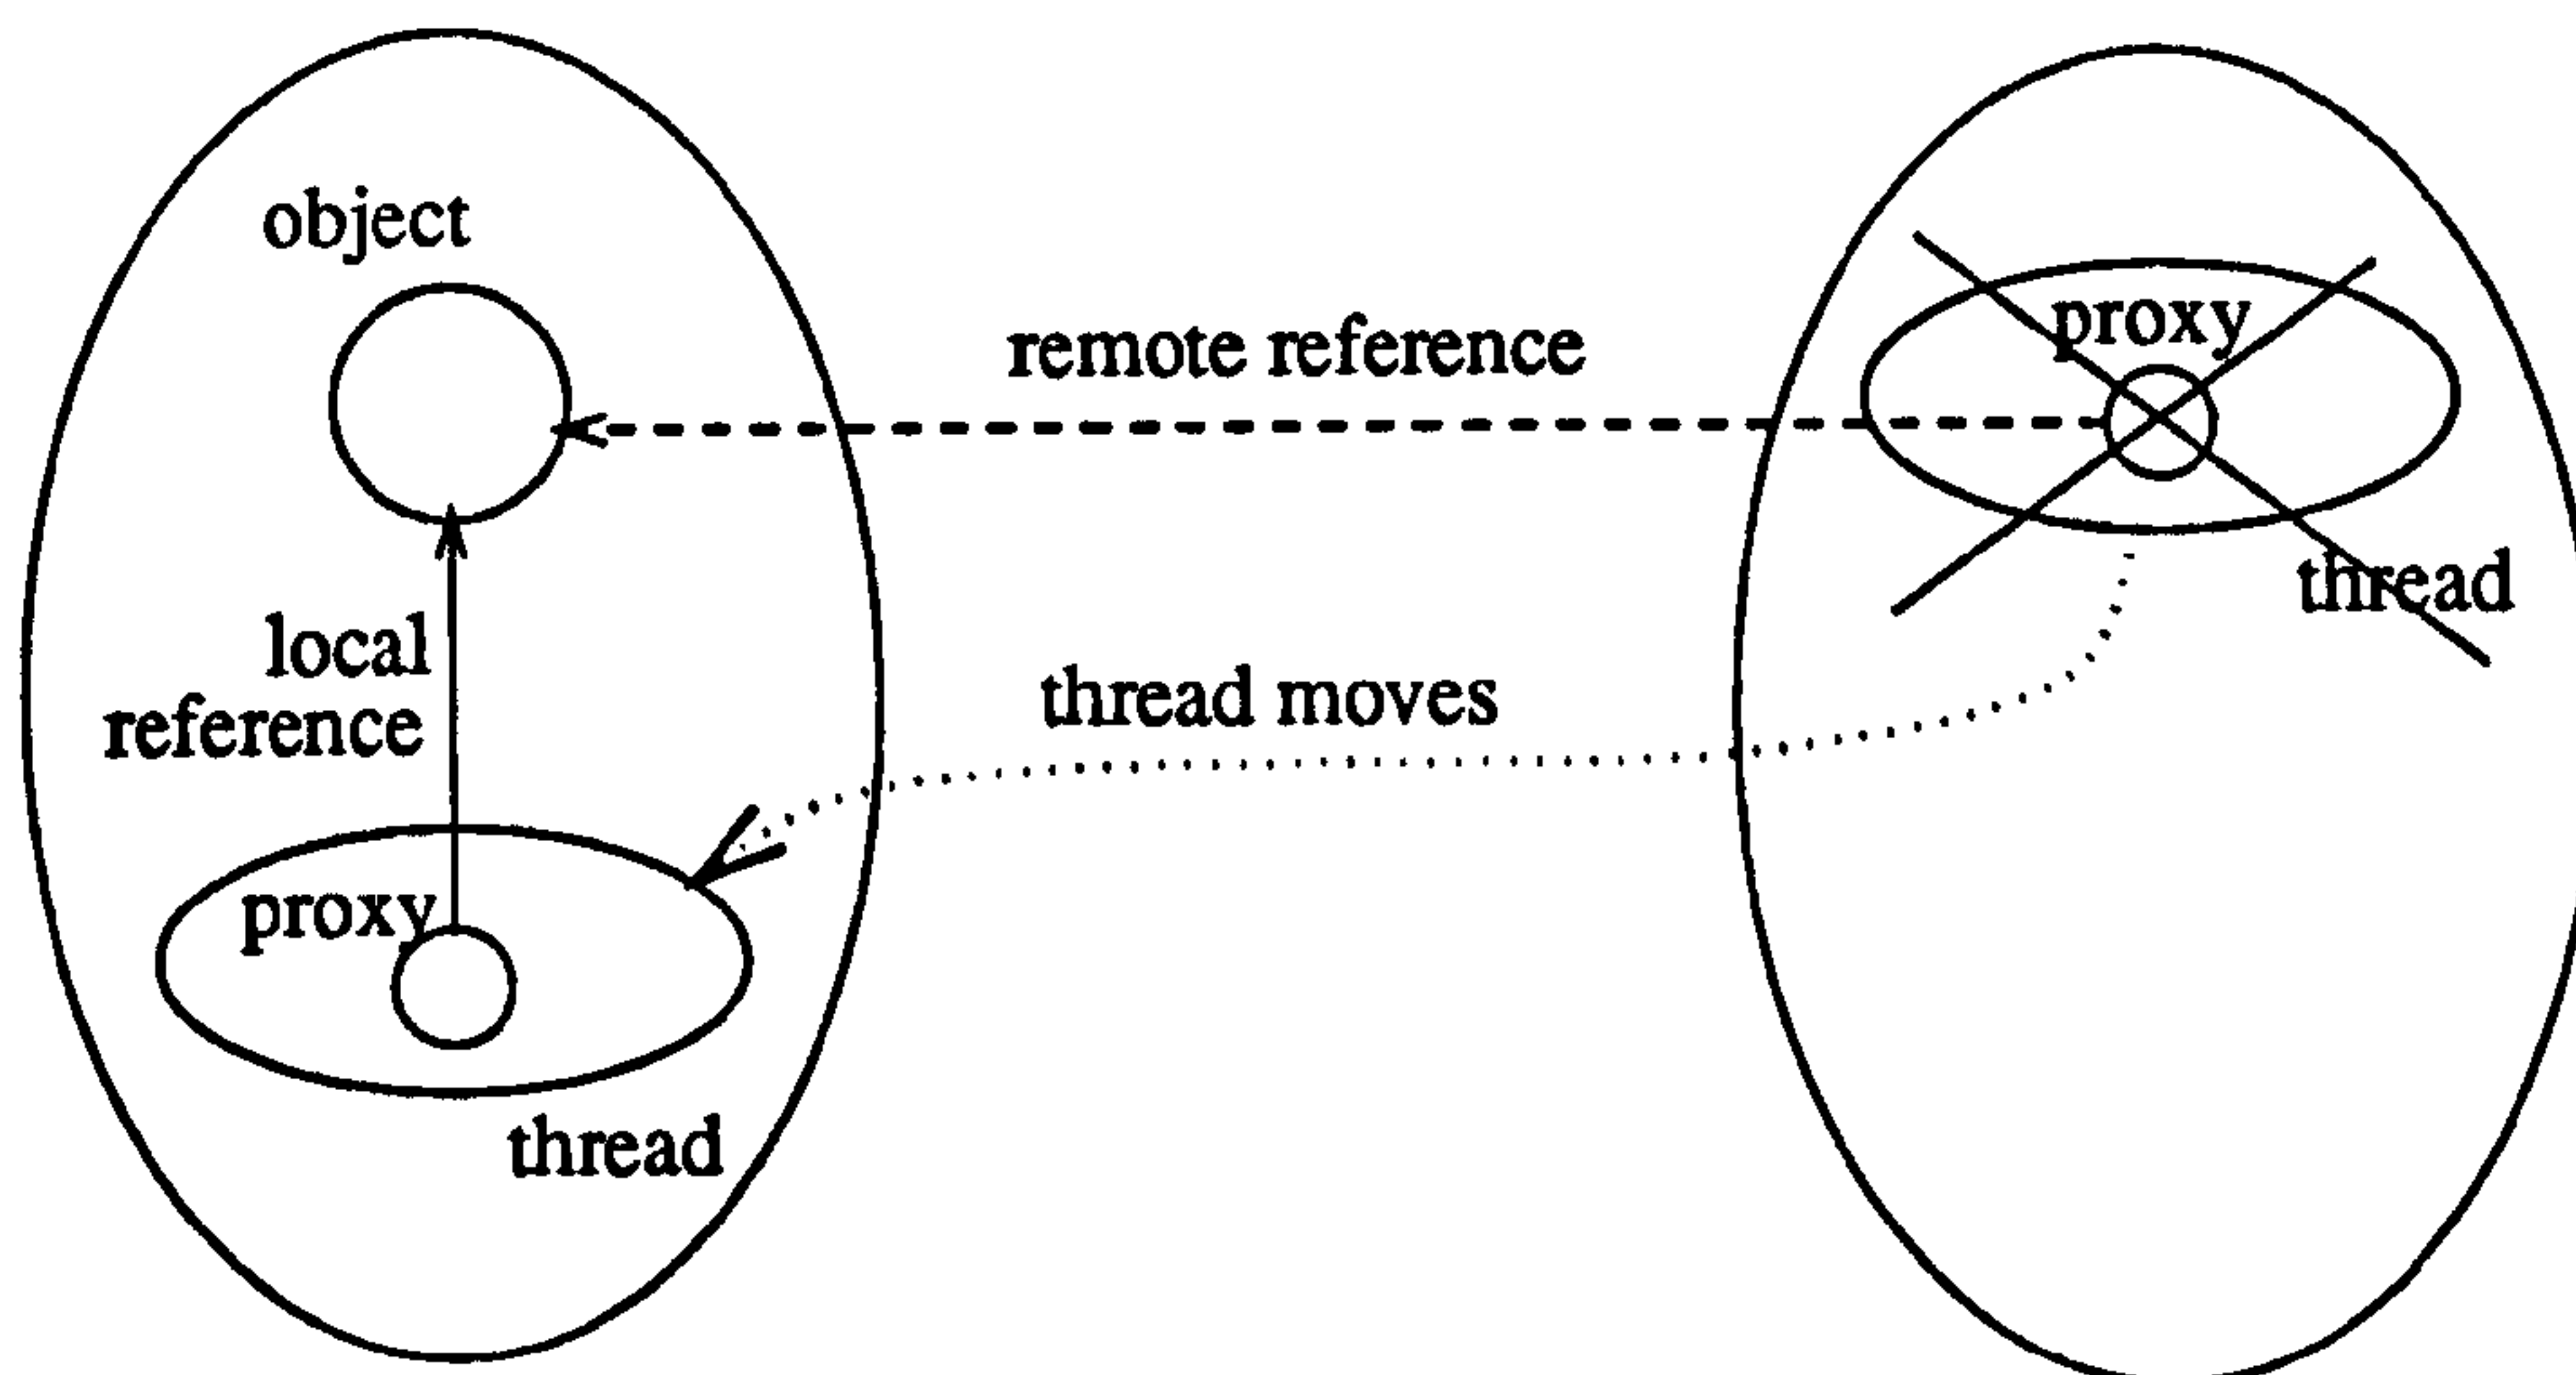 object
proxy
remote reference
thread
local
reference
thread moves
proxy
thread